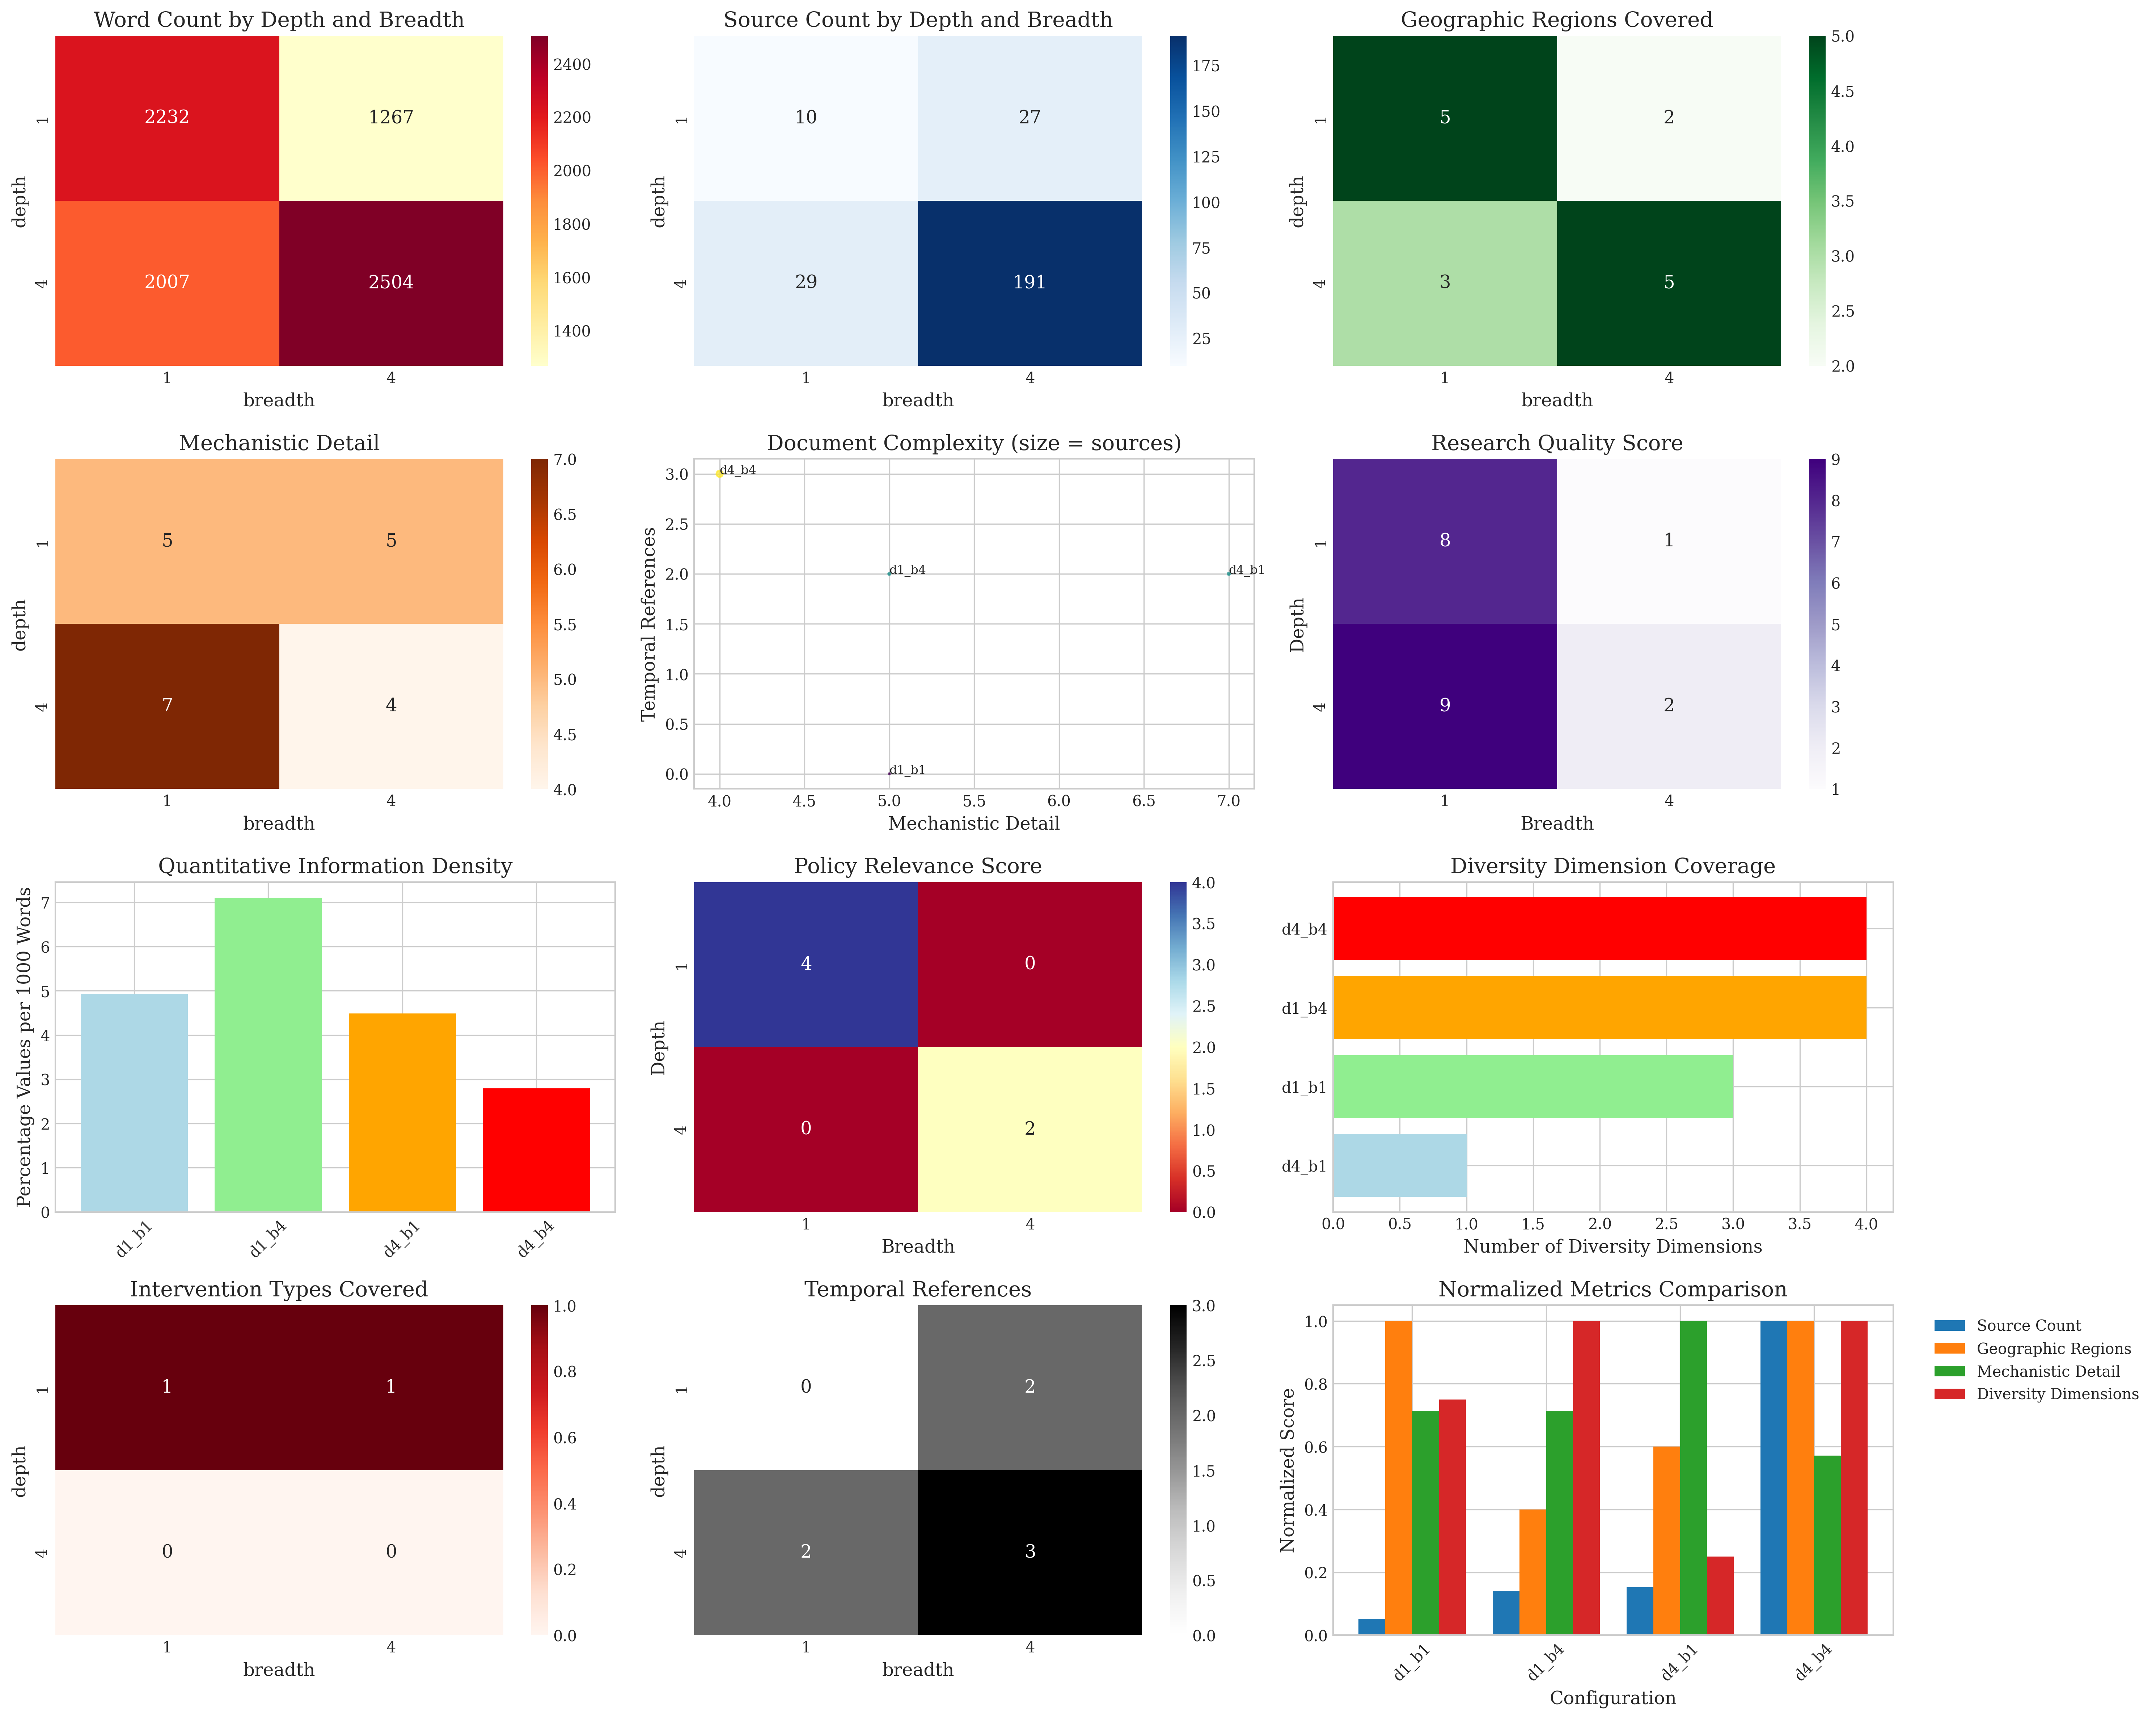 Word Count by Depth and Breadth
depth
1
4
2232
1267
2007
2504
1
4
breadth
2400
2200
2000
1800
1600
1400
Source Count by Depth and Breadth
depth
1
4
10
27
29
191
1
4
breadth
175
150
125
100
75
50
25
Geographic Regions Covered
depth
1
4
5
2
3
5
1
4
breadth
5.0
4.5
4.0
3.5
3.0
2.5
2.0
Mechanistic Detail
depth
1
4
5
5
7
4
1
4
breadth
7.0
6.5
6.0
5.5
5.0
4.5
4.0
Document Complexity (size = sources)
Temporal References
3.0
2.5
2.0
1.5
1.0
0.5
0.0
d4_b4
d1_b4
d4_b1
d1_b1
4.0
4.5
5.0
5.5
6.0
6.5
7.0
Mechanistic Detail
Research Quality Score
Depth
1
4
8
1
9
2
1
4
Breadth
9
8
7
6
5
4
3
2
1
Quantitative Information Density
Percentage Values per 1000 Words
7
6
5
4
3
2
1
0
d1_b1
d1_b4
d4_b1
d4_b4
Policy Relevance Score
Depth
1
4
4
0
0
2
1
4
Breadth
4.0
3.5
3.0
2.5
2.0
1.5
1.0
0.5
0.0
Diversity Dimension Coverage
d4_b4
d1_b4
d1_b1
d4_b1
0.0
0.5
1.0
1.5
2.0
2.5
3.0
3.5
4.0
Number of Diversity Dimensions
Intervention Types Covered
depth
1
4
1
1
0
0
1
4
breadth
1.0
0.8
0.6
0.4
0.2
0.0
Temporal References
depth
1
4
0
2
2
3
1
4
breadth
3.0
2.5
2.0
1.5
1.0
0.5
0.0
Normalized Metrics Comparison
Normalized Score
1.0
0.8
0.6
0.4
0.2
0.0
d1_b1
d1_b4
d4_b1
d4_b4
Configuration
Source Count
Geographic Regions
Mechanistic Detail
Diversity Dimensions